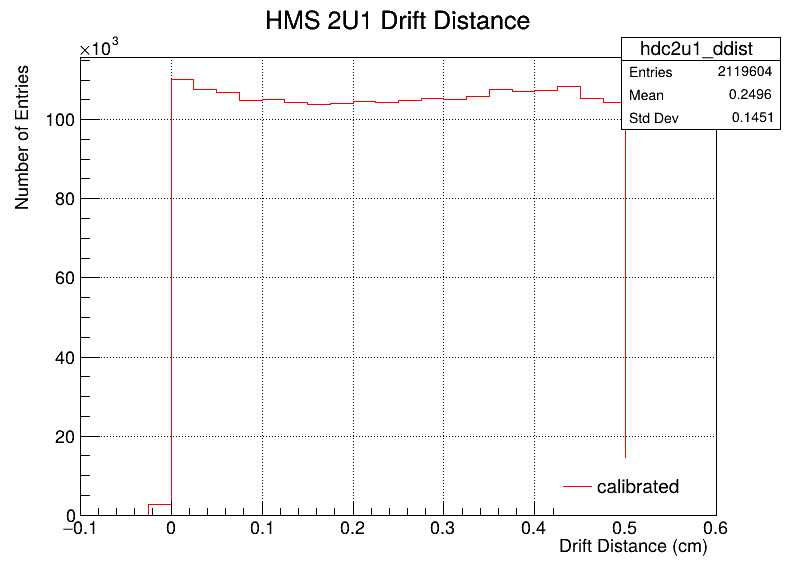 HMS 2U1 Drift Distance
×10³
hdc2u1_ddist
Entries 2119604
Mean 0.2496
Std Dev 0.1451
Number of Entries
100
80
60
40
20
0
calibrated
−0.1 0 0.1 0.2 0.3 0.4 0.5 0.6
Drift Distance (cm)